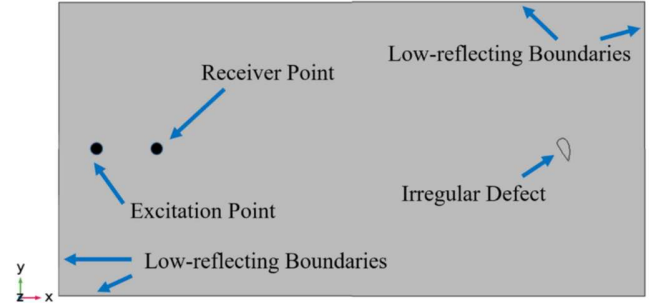 Low-reflecting Boundaries
Receiver Point
Irregular Defect
Excitation Point
Low-reflecting Boundaries
y
z x